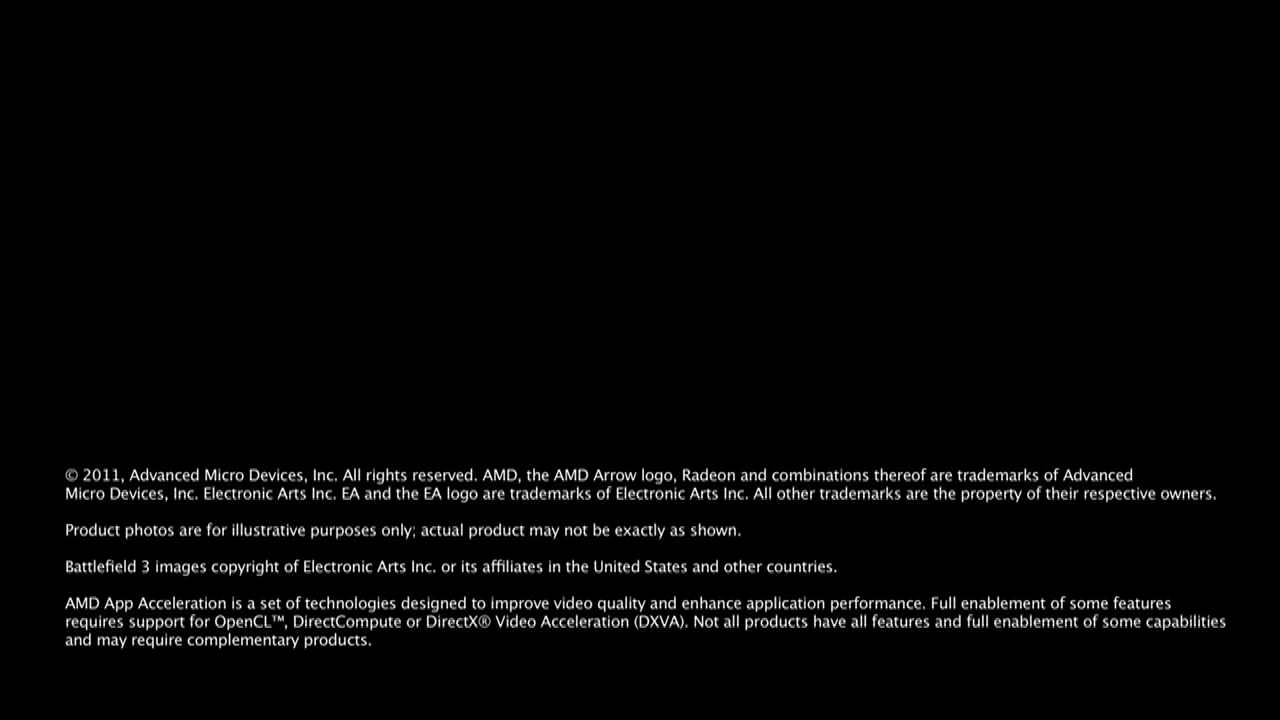 © 2011, Advanced Micro Devices, Inc. All rights reserved. AMD, the AMD Arrow logo, Radeon and combinations thereof are trademarks of Advanced
Micro Devices, Inc. Electronic Arts Inc. EA and the EA logo are trademarks of Electronic Arts Inc. All other trademarks are the property of their respective owners.
Product photos are for illustrative purposes only; actual product may not be exactly as shown.
Battlefield 3 images copyright of Electronic Arts Inc. or its affiliates in the United States and other countries.
AMD App Acceleration is a set of technologies designed to improve video quality and enhance application performance. Full enablement of some features
requires support for OpenCL™, DirectCompute or DirectX® Video Acceleration (DXVA). Not all products have all features and full enablement of some capabilities
and may require complementary products.